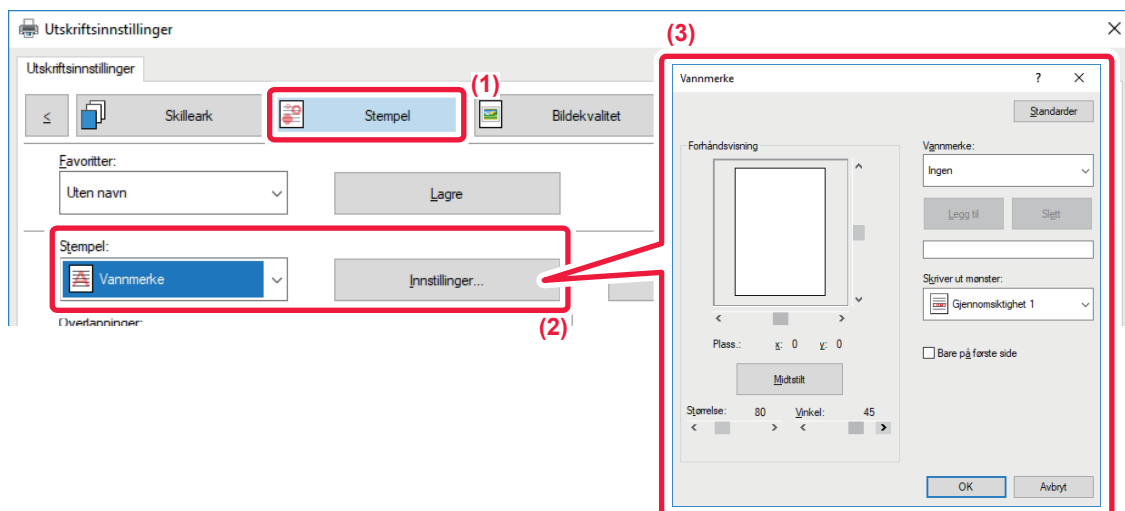 Utskriftsinnstillinger
(3)
Utskriftsinnstillinger
(1)
<
Skilleark
Stempel
Bildekvalitet
Favoritter:
Uten navn
Lagre
Stempel:
Vannmerke
Innstillinger...
(2)
Overlappinger:
Vannmerke
?
Standarder
Forhåndsvisning
Vannmerke:
Ingen
Legg til
Slett
Skriver ut mønster:
Gjennomsiktighet 1
Plass.: x: 0 y: 0
Bare på første side
Midtstilt
Størrelse: 80 Vinkel: 45
OK
Avbryt